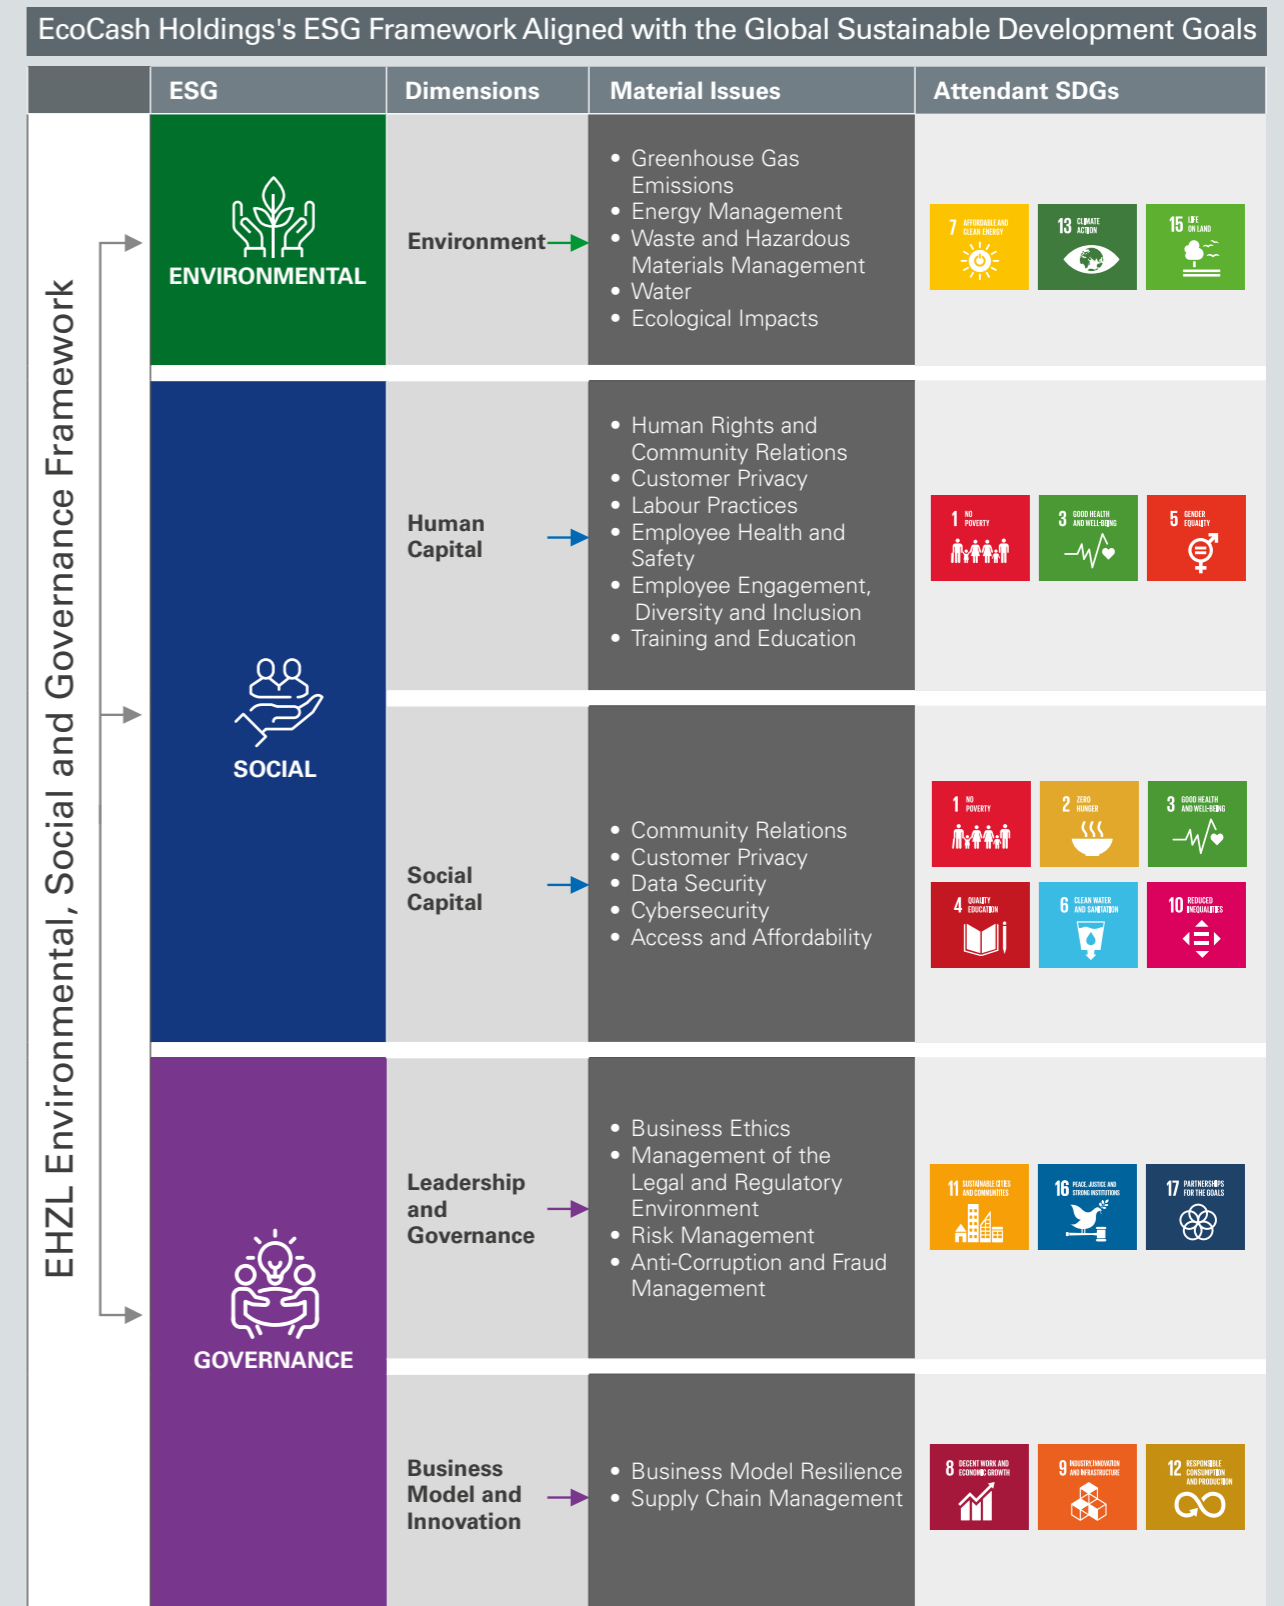 EcoCash Holdings's ESG Framework Aligned with the Global Sustainable Development Goals
ESG
Dimensions
Material Issues
Attendant SDGs
EHZL Environmental, Social and Governance Framework
ENVIRONMENTAL
Environment
• Greenhouse Gas
Emissions
• Energy Management
• Waste and Hazardous
Materials Management
• Water
• Ecological Impacts
7 AFFORDABLE AND
CLEAN ENERGY
13 CLIMATE
ACTION
15 LIFE
ON LAND
SOCIAL
Human
Capital
• Human Rights and
Community Relations
• Customer Privacy
• Labour Practices
• Employee Health and
Safety
• Employee Engagement,
Diversity and Inclusion
• Training and Education
1 NO
POVERTY
3 GOOD HEALTH
AND WELL-BEING
5 GENDER
EQUALITY
Social
Capital
• Community Relations
• Customer Privacy
• Data Security
• Cybersecurity
• Access and Affordability
1 NO
POVERTY
2 ZERO
HUNGER
3 GOOD HEALTH
AND WELL-BEING
4 QUALITY
EDUCATION
6 CLEAN WATER
AND SANITATION
10 REDUCED
INEQUALITIES
GOVERNANCE
Leadership
and
Governance
• Business Ethics
• Management of the
Legal and Regulatory
Environment
• Risk Management
• Anti-Corruption and Fraud
Management
11 SUSTAINABLE CITIES
AND COMMUNITIES
16 PEACE, JUSTICE AND
STRONG INSTITUTIONS
17 PARTNERSHIPS
FOR THE GOALS
Business
Model and
Innovation
• Business Model Resilience
• Supply Chain Management
8 DECENT WORK AND
ECONOMIC GROWTH
9 INDUSTRY, INNOVATION
AND INFRASTRUCTURE
12 RESPONSIBLE
CONSUMPTION
AND PRODUCTION